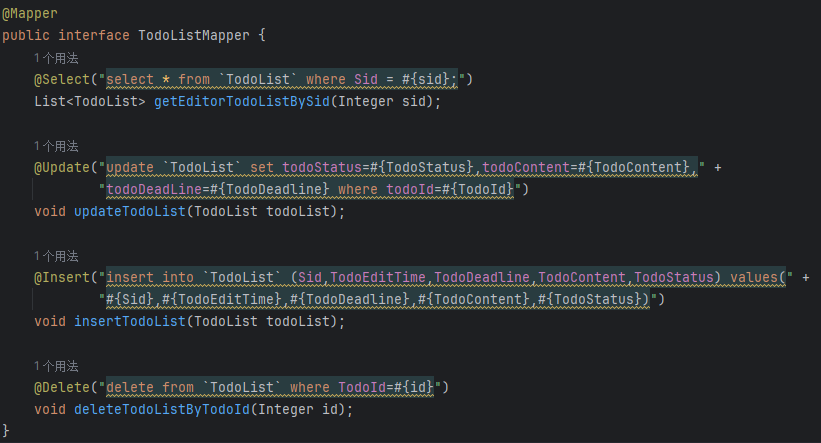 @Mapper
public interface TodoListMapper {
1个用法
@Select("select * from `TodoList` where Sid = #{sid};")
List<TodoList> getEditorTodoListBySid(Integer sid);
1个用法
@Update("update `TodoList` set todoStatus=#{TodoStatus},todoContent=#{TodoContent}," +
"todoDeadLine=#{TodoDeadline} where todoId=#{TodoId}")
void updateTodoList(TodoList todoList);
1个用法
@Insert("insert into `TodoList` (Sid,TodoEditTime,TodoDeadline,TodoContent,TodoStatus) values(" +
"#{Sid},#{TodoEditTime},#{TodoDeadline},#{TodoContent},#{TodoStatus})")
void insertTodoList(TodoList todoList);
1个用法
@Delete("delete from `TodoList` where TodoId=#{id}")
void deleteTodoListByTodoId(Integer id);
}